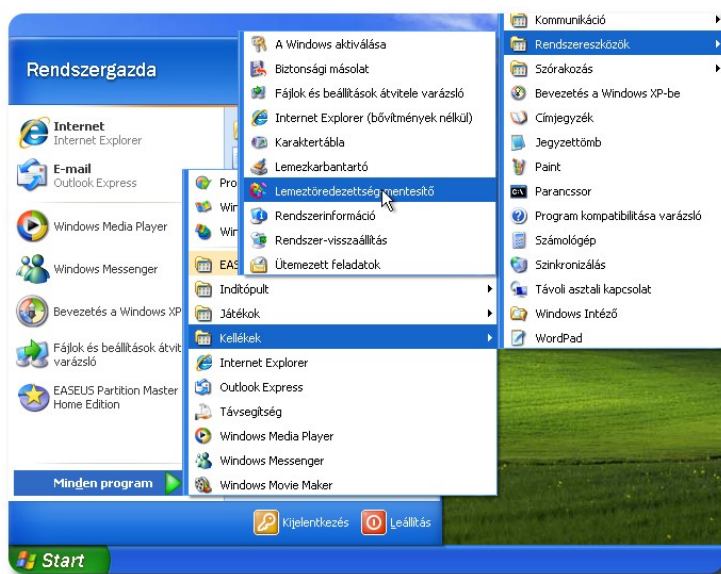 Rendszergazda
Internet
Internet Explorer
E-mail
Outlook Express
Windows Media Player
Windows Messenger
Bevezetés a Windows XP
Fájlok és beállítások átvit
varázsló
EASEUS Partition Master
Home Edition
Minden program
Pro
Win
Win
EASE
Indítópult
Játékok
Kellékek
Internet Explorer
Outlook Express
Távsegítség
Windows Media Player
Windows Messenger
Windows Movie Maker
A Windows aktiválása
Biztonsági másolat
Fájlok és beállítások átvitele varázsló
Internet Explorer (bővítmények nélkül)
Karaktertábla
Lemezkarbantartó
Lemeztöredezettség-mentesítő
Rendszerinformáció
Rendszer-visszaállítás
Ütemezett feladatok
Kommunikáció
Rendszereszközök
Szórakozás
Bevezetés a Windows XP-be
Címjegyzék
Jegyzettömb
Paint
Parancssor
Program kompatibilitása varázsló
Számológép
Szinkronizálás
Távoli asztali kapcsolat
Windows Intéző
WordPad
Kijelentkezés
Leállítás
Start